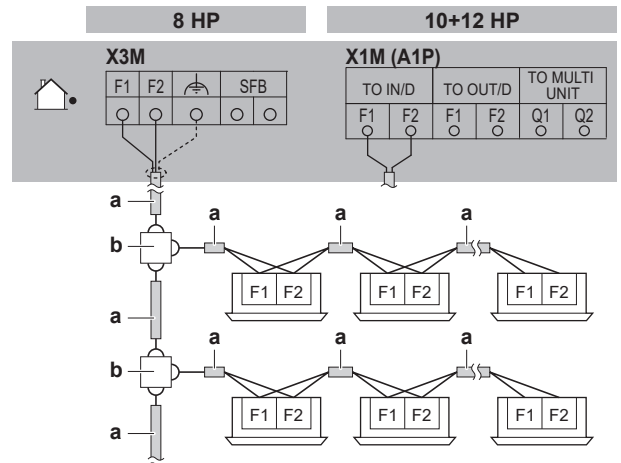 8 HP
10+12 HP
X3M
X1M (A1P)
F1 F2 SFB
TO IN/D TO OUT/D TO MULTI UNIT
F1 F2 F1 F2 Q1 Q2
a
b a a a
F1 F2 F1 F2 F1 F2
a
b a a a
F1 F2 F1 F2 F1 F2
a